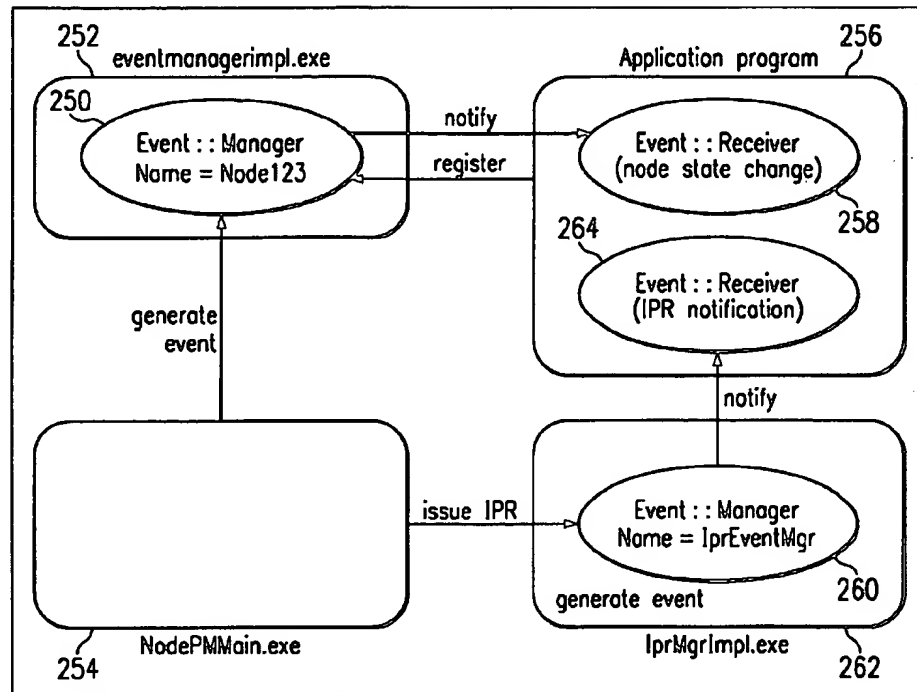 252
eventmanagerimpl.exe
Application program
256
250
Event :: Manager
Name = Node123
notify
register
Event :: Receiver
(node state change)
258
264
Event :: Receiver
(IPR notification)
generate
event
notify
issue IPR
Event :: Manager
Name = IprEventMgr
generate event
260
254
NodePMMain.exe
IprMgrImpl.exe
262